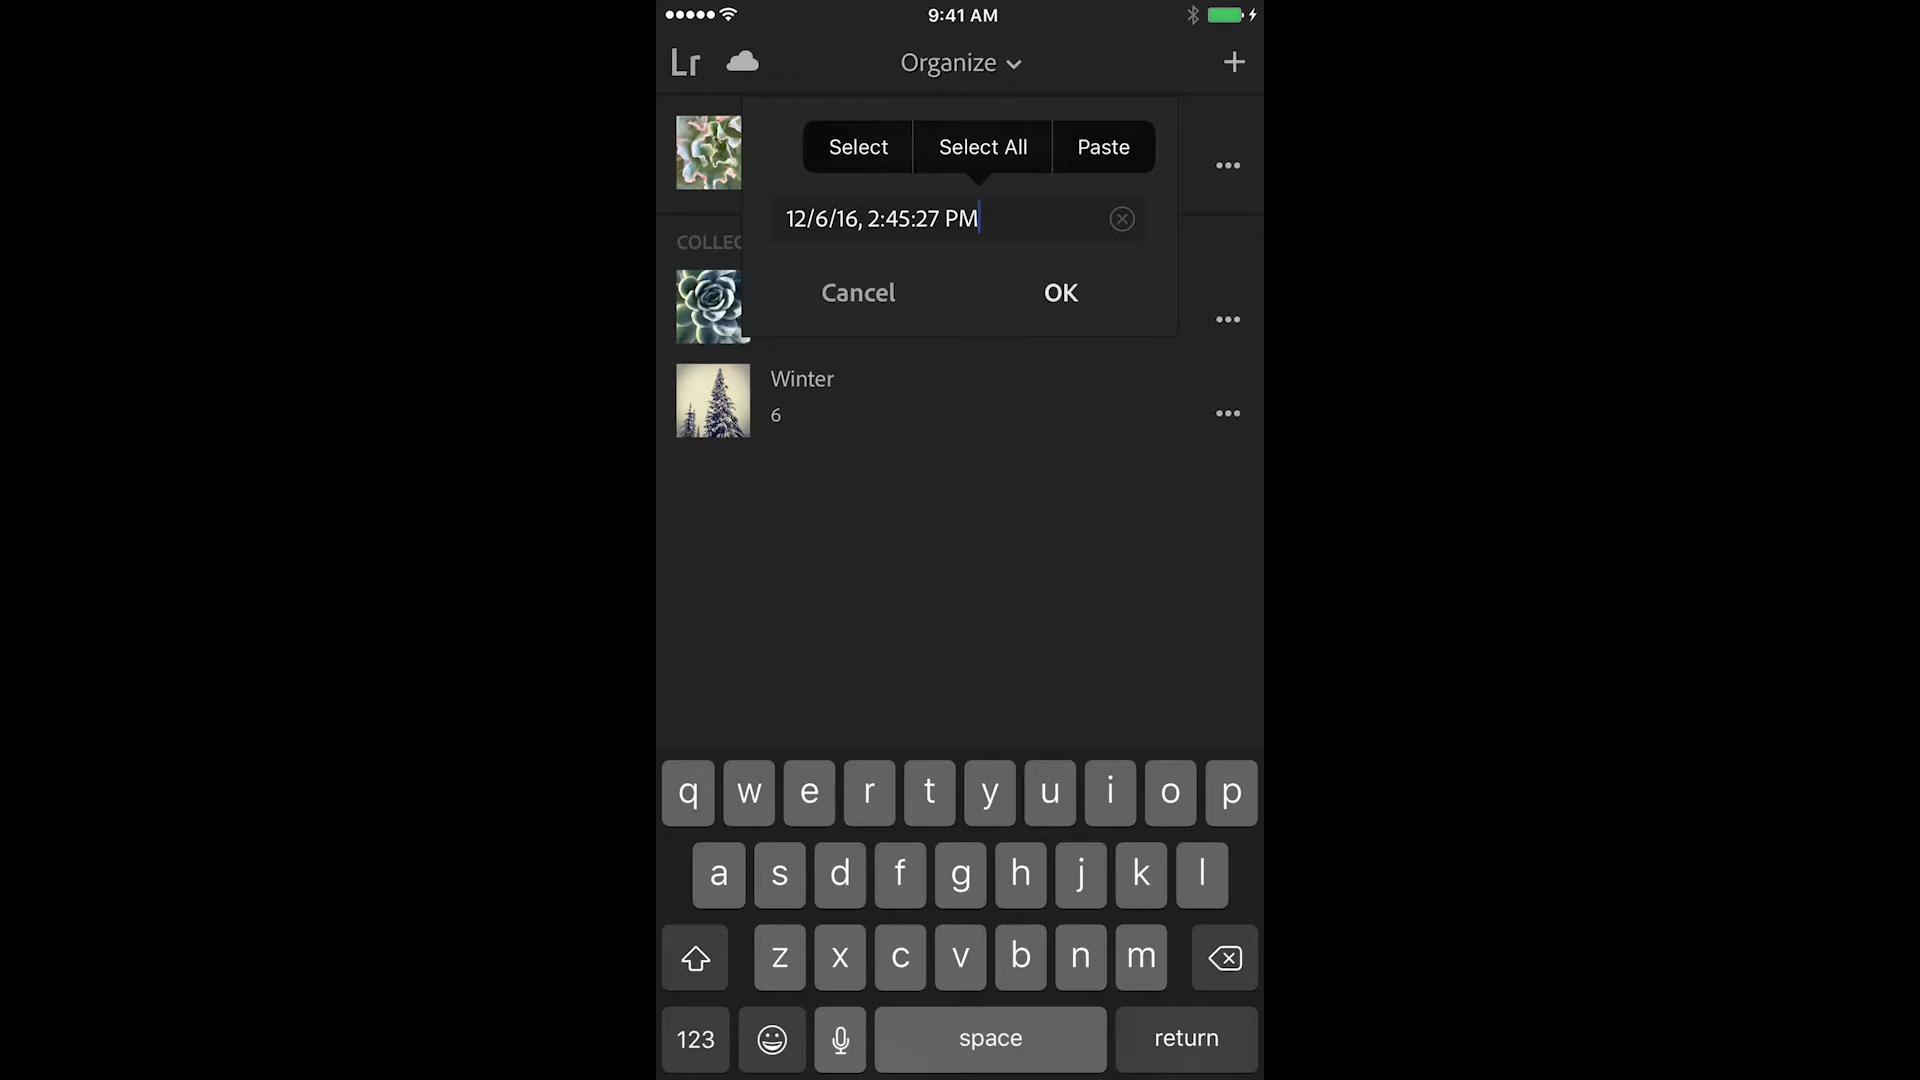 9:41 AM
Lr
Organize
Select
Select All
Paste
12/6/16, 2:45:27 PM
COLLEC
Cancel
OK
Winter
6
q w e r t y u i o p
a s d f g h j k l
z x c v b n m
123
space
return